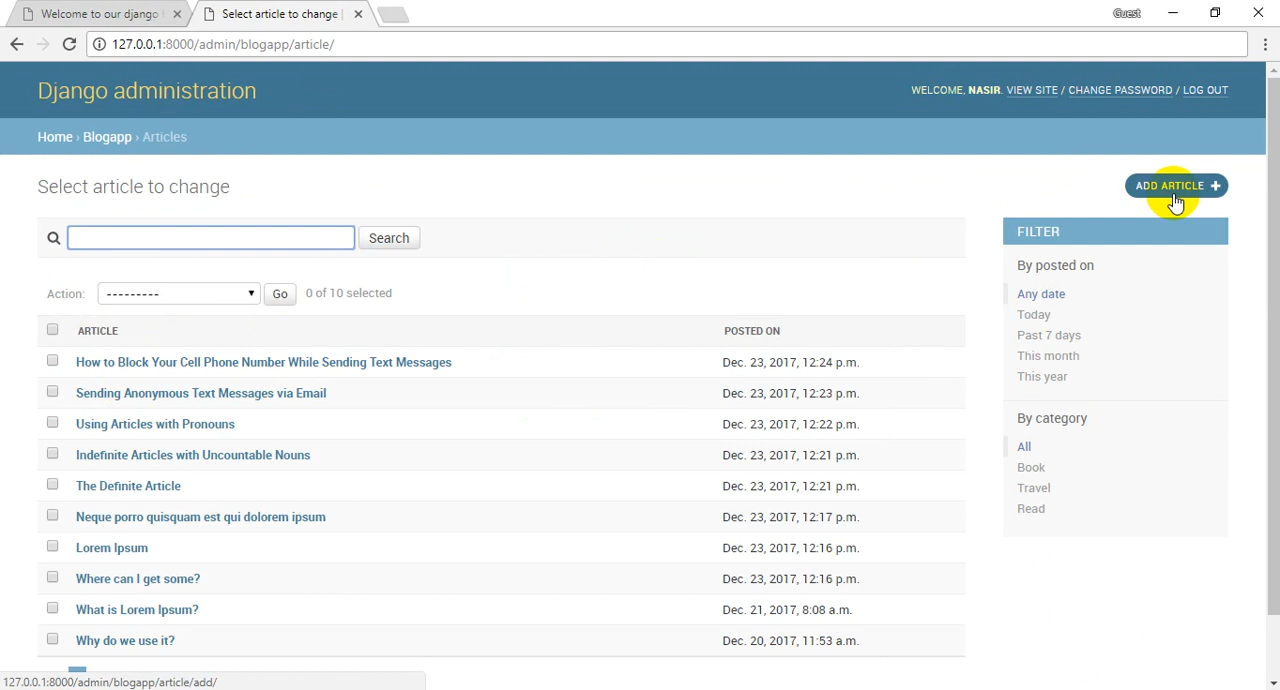 Welcome to our django
Select article to change
Guest
127.0.0.1:8000/admin/blogapp/article/
Django administration
WELCOME, NASIR. VIEW SITE / CHANGE PASSWORD / LOG OUT
Home › Blogapp › Articles
Select article to change
ADD ARTICLE +
Search
FILTER
By posted on
Any date
Today
Past 7 days
This month
This year
By category
All
Book
Travel
Read
Action: --------- Go 0 of 10 selected
ARTICLE POSTED ON
How to Block Your Cell Phone Number While Sending Text Messages Dec. 23, 2017, 12:24 p.m.
Sending Anonymous Text Messages via Email Dec. 23, 2017, 12:23 p.m.
Using Articles with Pronouns Dec. 23, 2017, 12:22 p.m.
Indefinite Articles with Uncountable Nouns Dec. 23, 2017, 12:21 p.m.
The Definite Article Dec. 23, 2017, 12:21 p.m.
Neque porro quisquam est qui dolorem ipsum Dec. 23, 2017, 12:17 p.m.
Lorem Ipsum Dec. 23, 2017, 12:16 p.m.
Where can I get some? Dec. 23, 2017, 12:16 p.m.
What is Lorem Ipsum? Dec. 21, 2017, 8:08 a.m.
Why do we use it? Dec. 20, 2017, 11:53 a.m.
127.0.0.1:8000/admin/blogapp/article/add/